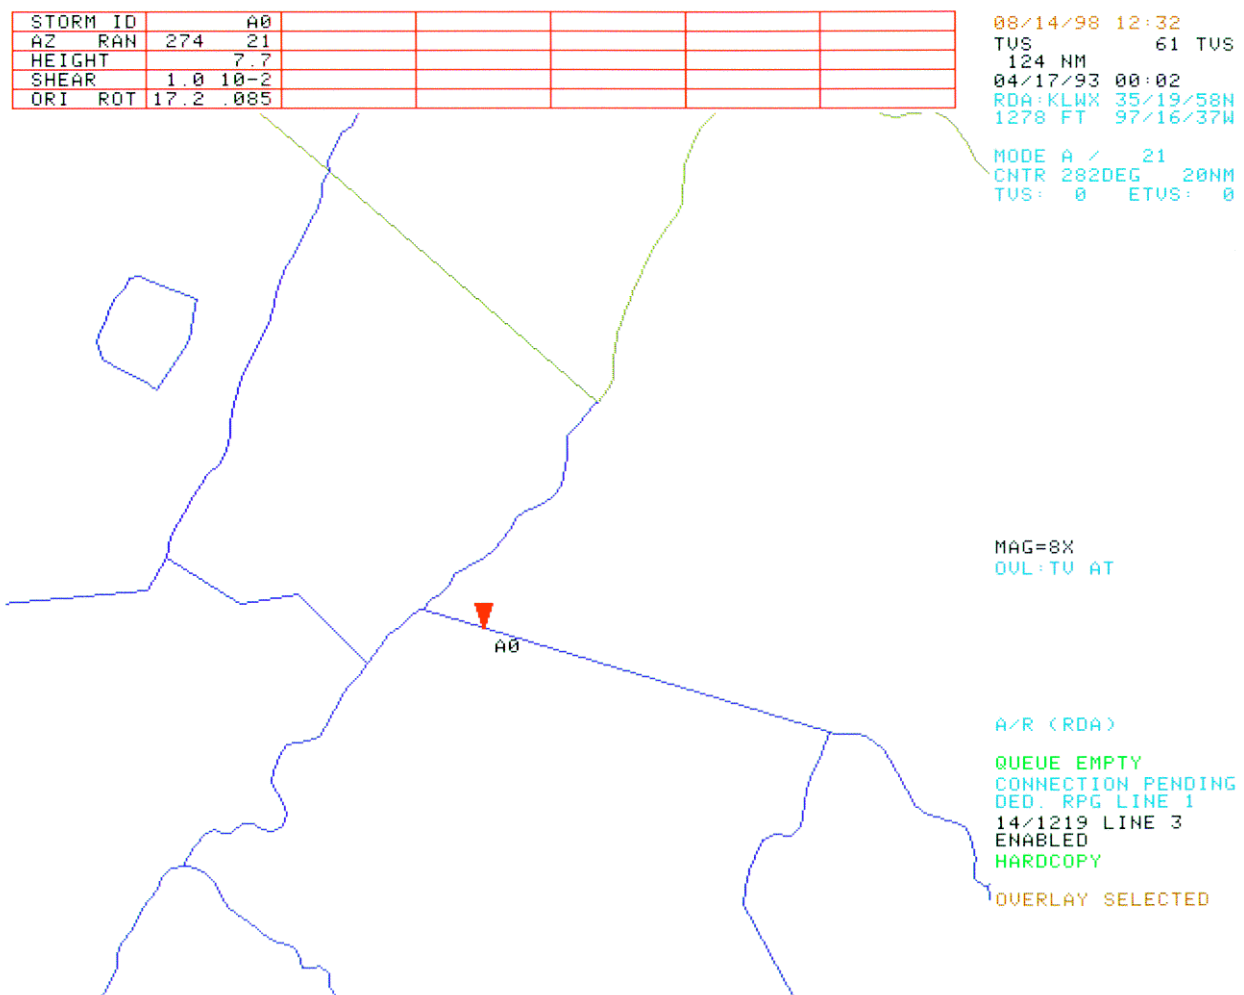 STORM ID A0
AZ RAN 274 21
HEIGHT 7.7
SHEAR 1.0 10-2
ORI ROT 17.2 .085
08/14/98 12:32
TVS 61 TVS
124 NM
04/17/93 00:02
RDA:KLWX 35/19/58N
1278 FT 97/16/37W
MODE A / 21
CNTR 282DEG 20NM
TVS: 0 ETVS: 0
MAG=8X
OVL:TV AT
A0
A/R (RDA)
QUEUE EMPTY
CONNECTION PENDING
DED. RPG LINE 1
14/1219 LINE 3
ENABLED
HARDCOPY
OVERLAY SELECTED